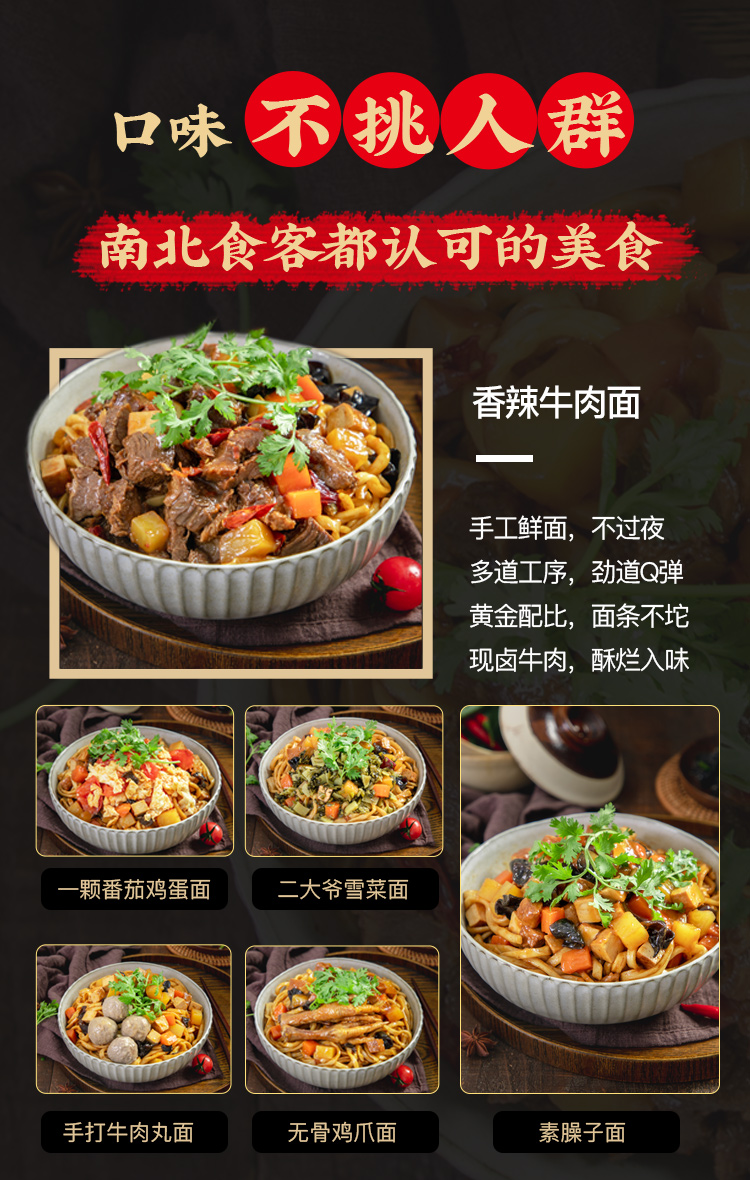 口味不挑人群
南北食客都认可的美食
香辣牛肉面
手工鲜面，不过夜
多道工序，劲道Q弹
黄金配比，面条不坨
现卤牛肉，酥烂入味
一颗番茄鸡蛋面
二大爷雪菜面
手打牛肉丸面
无骨鸡爪面
素臊子面